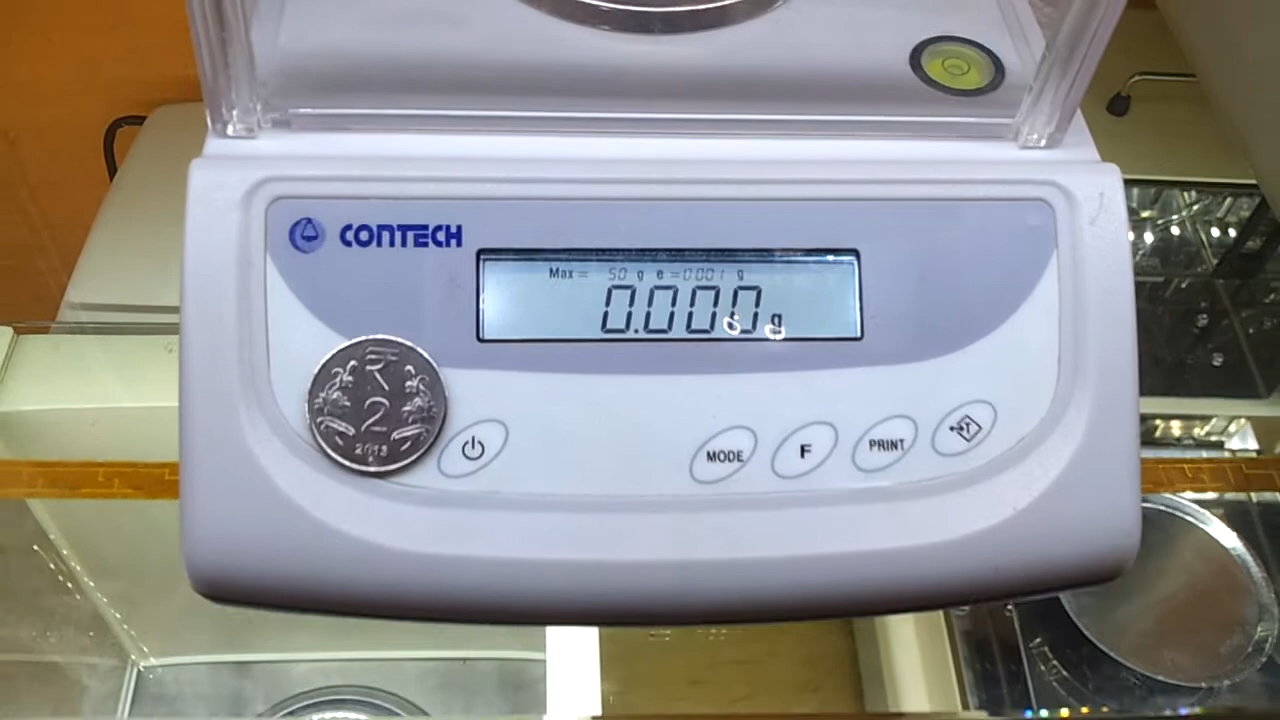 CONTECH
Max = 50 g e = 0.001 g
0.000 g
₹
2
2013
MODE
F
PRINT
T